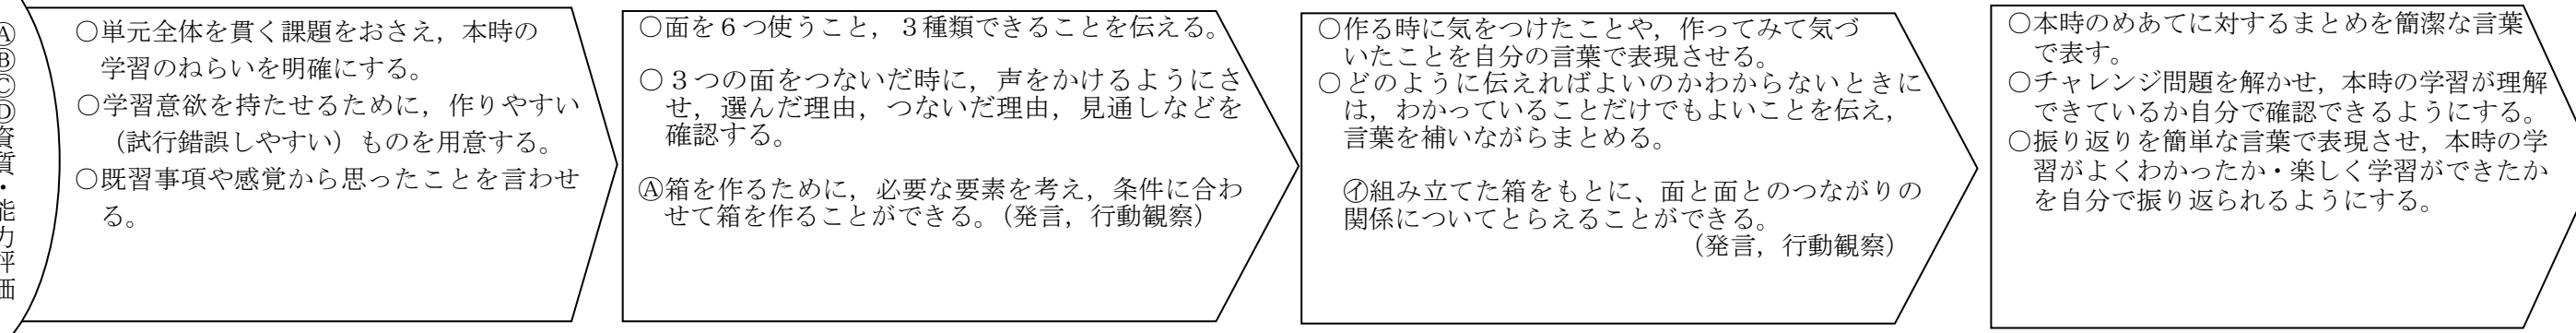 ⒶⒷⒸⒹ資質・能力評価
○単元全体を貫く課題をおさえ，本時の
学習のねらいを明確にする。
○学習意欲を持たせるために，作りやすい
（試行錯誤しやすい）ものを用意する。
○既習事項や感覚から思ったことを言わせ
る。
○面を６つ使うこと，３種類できることを伝える。
○３つの面をつないだ時に，声をかけるようにさ
せ，選んだ理由，つないだ理由，見通しなどを
確認する。
Ⓐ箱を作るために，必要な要素を考え，条件に合わ
せて箱を作ることができる。（発言，行動観察）
○作る時に気をつけたことや，作ってみて気づ
いたことを自分の言葉で表現させる。
○どのように伝えればよいのかわからないときに
は，わかっていることだけでもよいことを伝え，
言葉を補いながらまとめる。
㋑組み立てた箱をもとに、面と面とのつながりの
関係についてとらえることができる。
（発言，行動観察）
○本時のめあてに対するまとめを簡潔な言葉
で表す。
○チャレンジ問題を解かせ，本時の学習が理解
できているか自分で確認できるようにする。
○振り返りを簡単な言葉で表現させ，本時の学
習がよくわかったか・楽しく学習ができたか
を自分で振り返られるようにする。